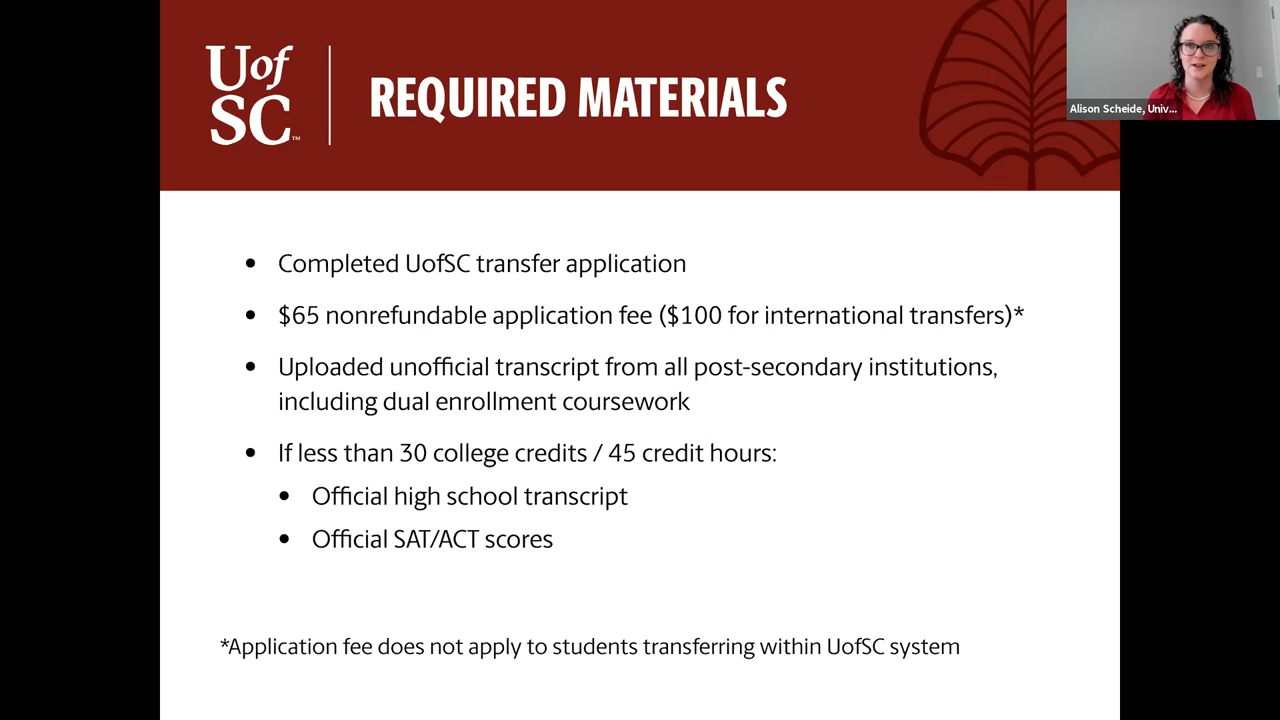 Uof
SC™
REQUIRED MATERIALS
Alison Scheide, Univ...
• Completed UofSC transfer application
• $65 nonrefundable application fee ($100 for international transfers)*
• Uploaded unofficial transcript from all post-secondary institutions,
including dual enrollment coursework
• If less than 30 college credits / 45 credit hours:
• Official high school transcript
• Official SAT/ACT scores
*Application fee does not apply to students transferring within UofSC system